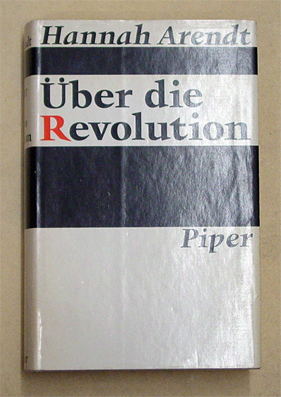 Hannah Arendt
Über die
Revolution
Piper